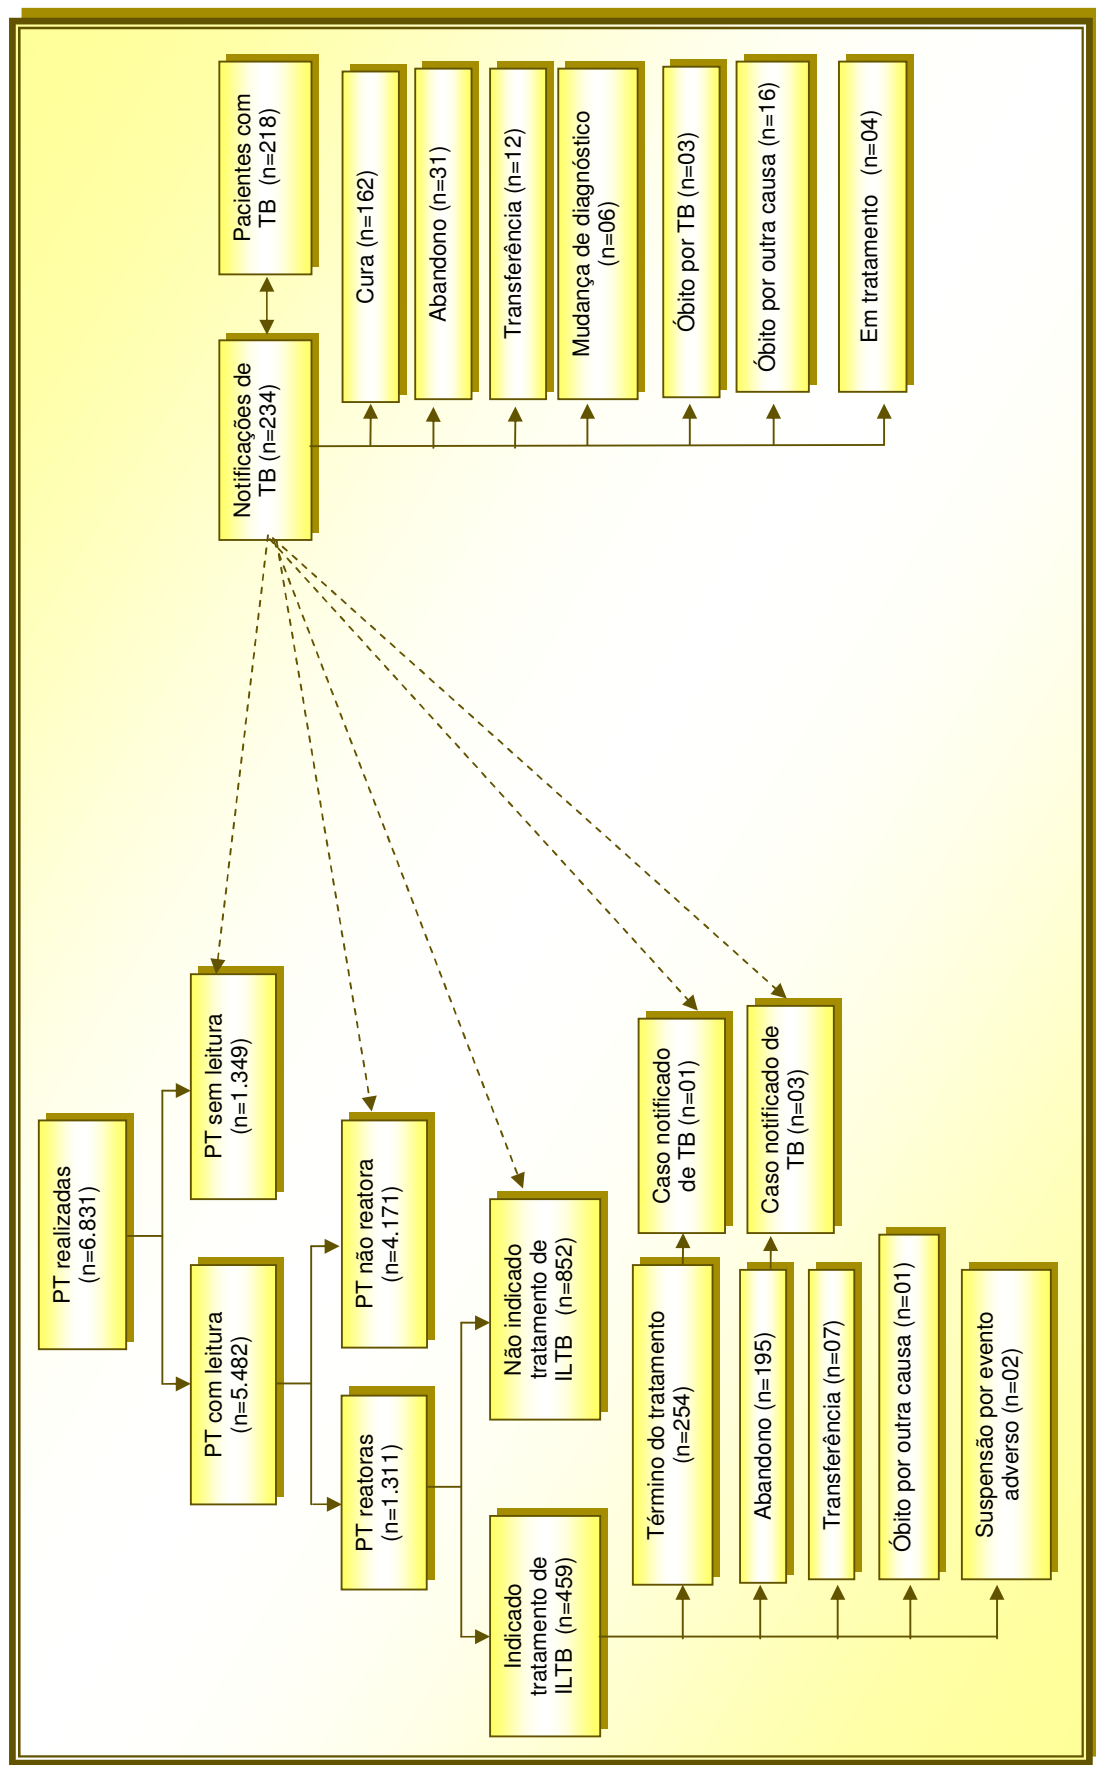 PT realizadas
(n=6.831)
PT com leitura
(n=5.482)
PT sem leitura
(n=1.349)
PT reatoras
(n=1.311)
PT não reatora
(n=4.171)
Indicado
tratamento de
ILTB (n=459)
Não indicado
tratamento de
ILTB (n=852)
Término do tratamento
(n=254)
Caso notificado
de TB (n=01)
Abandono (n=195)
Caso notificado de
TB (n=03)
Transferência (n=07)
Óbito por outra causa (n=01)
Suspensão por evento
adverso (n=02)
Notificações de
TB (n=234)
Pacientes com
TB (n=218)
Cura (n=162)
Abandono (n=31)
Transferência (n=12)
Mudança de diagnóstico
(n=06)
Óbito por TB (n=03)
Óbito por outra causa (n=16)
Em tratamento (n=04)